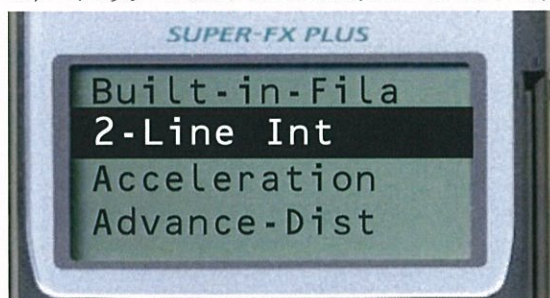 SUPER-FX PLUS
Built-in-Fila
2-Line Int
Acceleration
Advance-Dist